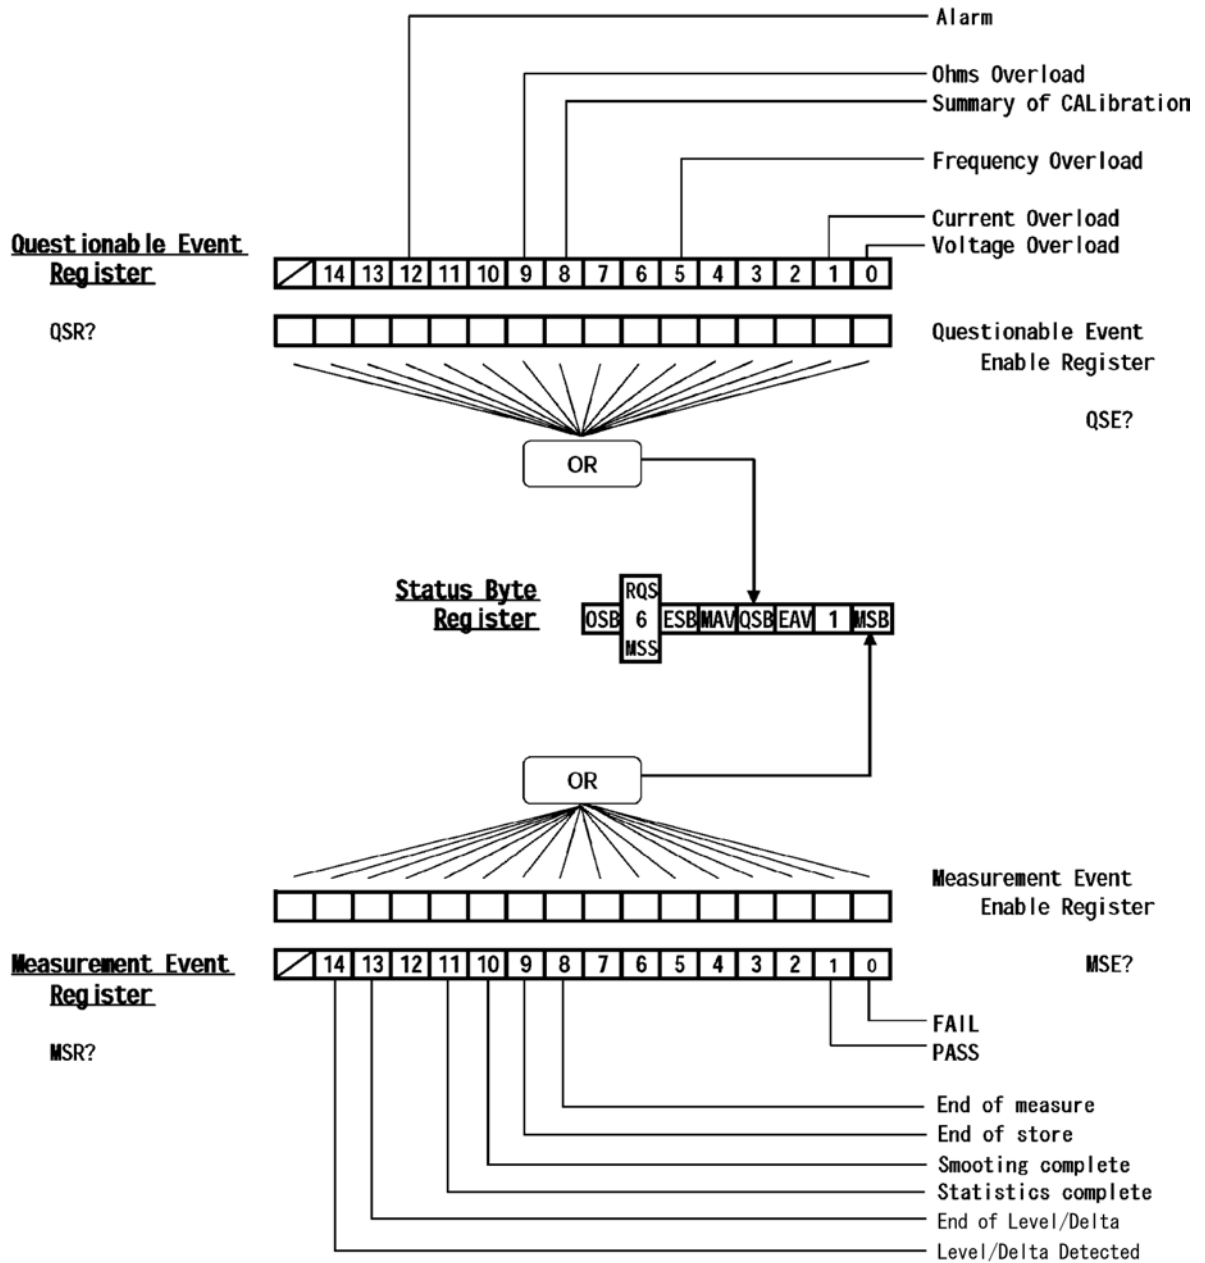 Alarm
Ohms Overload
Summary of CALibration
Frequency Overload
Current Overload
Voltage Overload
Questionable Event
Register
14 13 12 11 10 9 8 7 6 5 4 3 2 1 0
QSR?
Questionable Event
Enable Register
QSE?
OR
Status Byte
Register
RQS
OSB 6 ESB MAV QSB EAV 1 MSB
MSS
OR
Measurement Event
Enable Register
Measurement Event
Register
14 13 12 11 10 9 8 7 6 5 4 3 2 1 0
MSE?
MSR?
FAIL
PASS
End of measure
End of store
Smooting complete
Statistics complete
End of Level/Delta
Level/Delta Detected